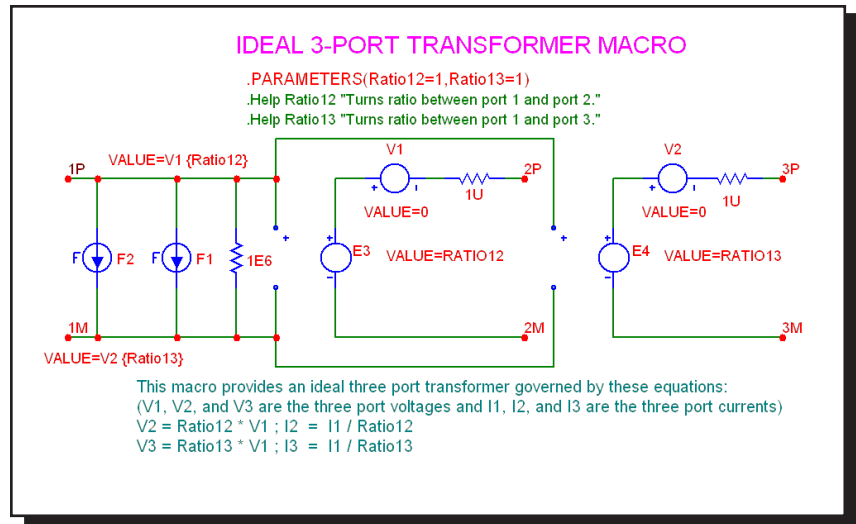 IDEAL 3-PORT TRANSFORMER MACRO
.PARAMETERS(Ratio12=1,Ratio13=1)
.Help Ratio12 "Turns ratio between port 1 and port 2."
.Help Ratio13 "Turns ratio between port 1 and port 3."
V1
V2
1P
VALUE=V1 {Ratio12}
2P
3P
+
-
1U
+
-
1U
VALUE=0
VALUE=0
+
+
+
+
F
F2
F
F1
1E6
E3
VALUE=RATIO12
E4
VALUE=RATIO13
-
-
1M
2M
3M
VALUE=V2 {Ratio13}
This macro provides an ideal three port transformer governed by these equations:
(V1, V2, and V3 are the three port voltages and I1, I2, and I3 are the three port currents)
V2 = Ratio12 * V1 ; I2 = I1 / Ratio12
V3 = Ratio13 * V1 ; I3 = I1 / Ratio13